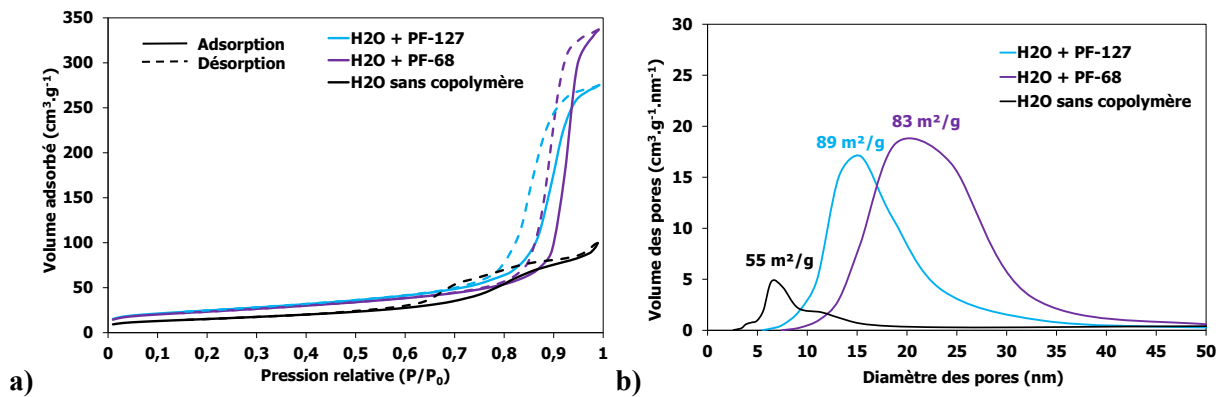 350
300
250
200
150
100
50
0
Volume adsorbé (cm³.g⁻¹)
Adsorption
Désorption
H2O + PF-127
H2O + PF-68
H2O sans copolymère
0 0,1 0,2 0,3 0,4 0,5 0,6 0,7 0,8 0,9 1
Pression relative (P/P₀)
a)
30
25
20
15
10
5
0
Volume des pores (cm³.g⁻¹.nm⁻¹)
H2O + PF-127
H2O + PF-68
H2O sans copolymère
83 m²/g
89 m²/g
55 m²/g
0 5 10 15 20 25 30 35 40 45 50
Diamètre des pores (nm)
b)